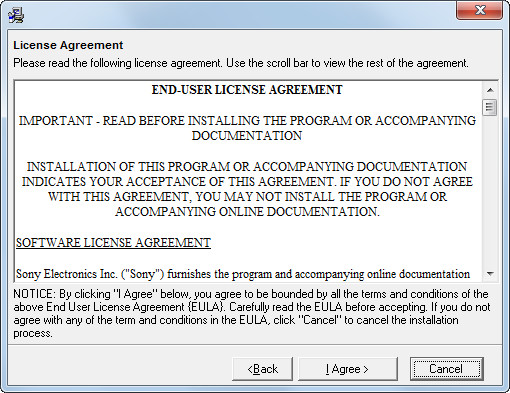 License Agreement
Please read the following license agreement. Use the scroll bar to view the rest of the agreement.
END-USER LICENSE AGREEMENT
IMPORTANT - READ BEFORE INSTALLING THE PROGRAM OR ACCOMPANYING
DOCUMENTATION
INSTALLATION OF THIS PROGRAM OR ACCOMPANYING DOCUMENTATION
INDICATES YOUR ACCEPTANCE OF THIS AGREEMENT. IF YOU DO NOT AGREE
WITH THIS AGREEMENT, YOU MAY NOT INSTALL THE PROGRAM OR
ACCOMPANYING ONLINE DOCUMENTATION.
SOFTWARE LICENSE AGREEMENT
Sony Electronics Inc. ("Sony") furnishes the program and accompanying online documentation
NOTICE: By clicking "I Agree" below, you agree to be bounded by all the terms and conditions of the
above End User License Agreement {EULA}. Carefully read the EULA before accepting. If you do not
agree with any of the term and conditions in the EULA, click "Cancel" to cancel the installation
process.
<Back
I Agree >
Cancel